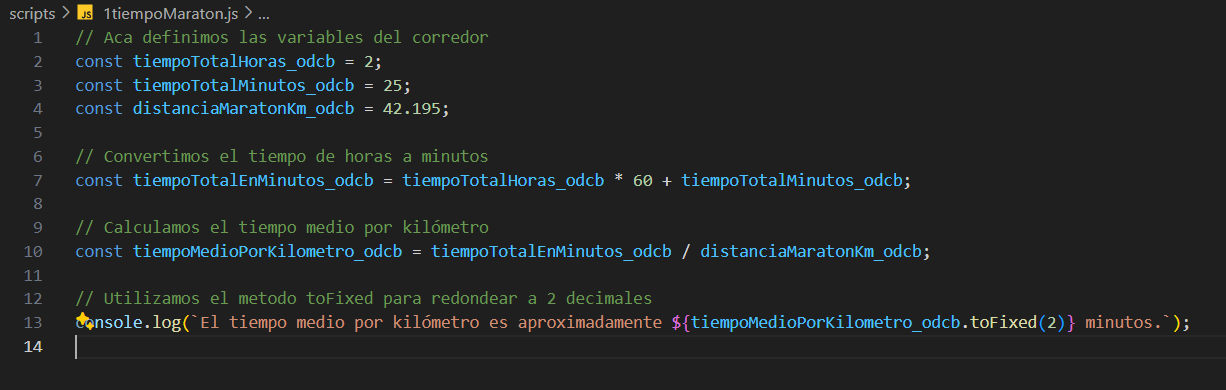 scripts > JS 1tiempoMaraton.js > ...
1 // Aca definimos las variables del corredor
2 const tiempoTotalHoras_odcb = 2;
3 const tiempoTotalMinutos_odcb = 25;
4 const distanciaMaratonKm_odcb = 42.195;
5
6 // Convertimos el tiempo de horas a minutos
7 const tiempoTotalEnMinutos_odcb = tiempoTotalHoras_odcb * 60 + tiempoTotalMinutos_odcb;
8
9 // Calculamos el tiempo medio por kilómetro
10 const tiempoMedioPorKilometro_odcb = tiempoTotalEnMinutos_odcb / distanciaMaratonKm_odcb;
11
12 // Utilizamos el metodo toFixed para redondear a 2 decimales
13 console.log(`El tiempo medio por kilómetro es aproximadamente ${tiempoMedioPorKilometro_odcb.toFixed(2)} minutos.`);
14